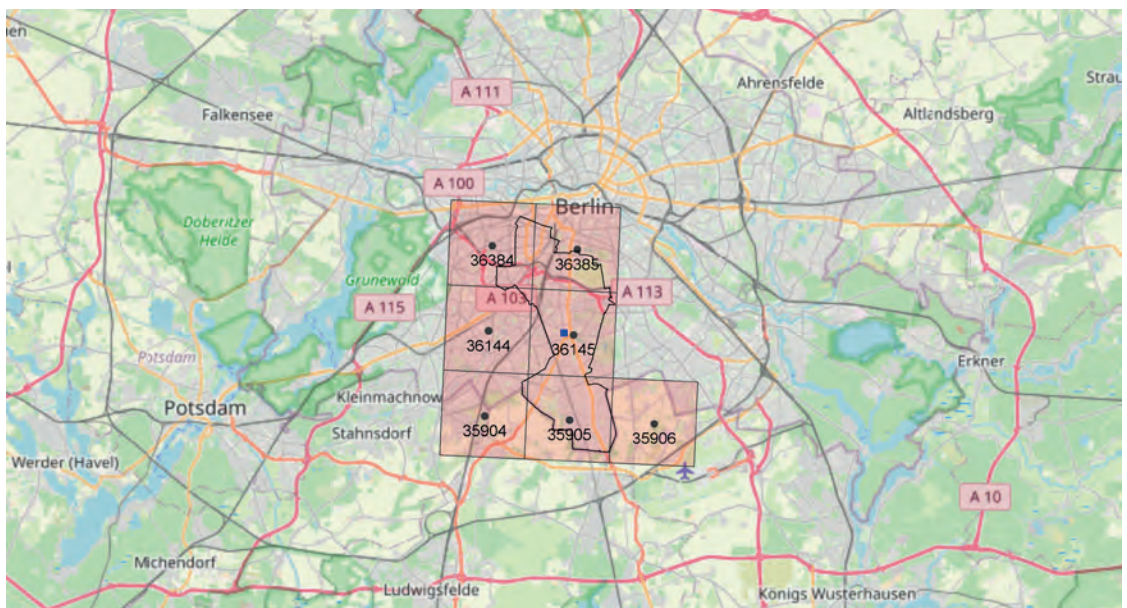 Ahrensfelde
Strau
A 111
Falkensee
Altlandsberg
A 100
Berlin
Doberitzer
Heide
36384
36385
Grunewald
A 103
A 113
A 115
36144
36145
Potsdam
Erkner
Kleinmachnow
Potsdam
35904
35905
35906
Stahnsdorf
Werder (Havel)
A 10
Michendorf
Ludwigsfelde
Königs Wusterhausen